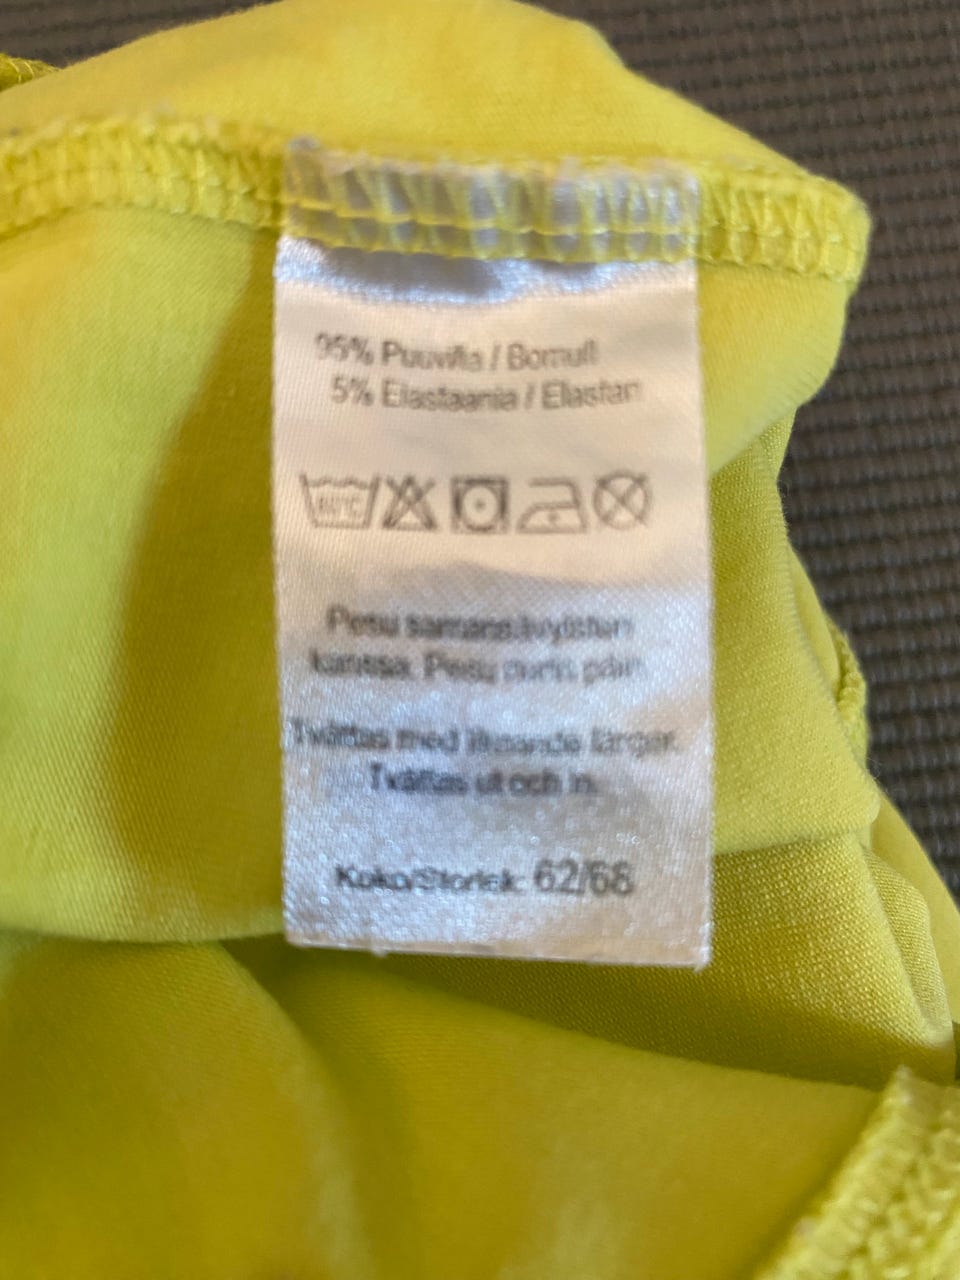 95% Puuvilla / Bomull
5% Elastaania / Elastan
Pesu samansävyisten
kanssa. Pesu nurin päin.
Tvättas med liknande färger.
Tvättas ut och in.
Koko/Storlek: 62/68